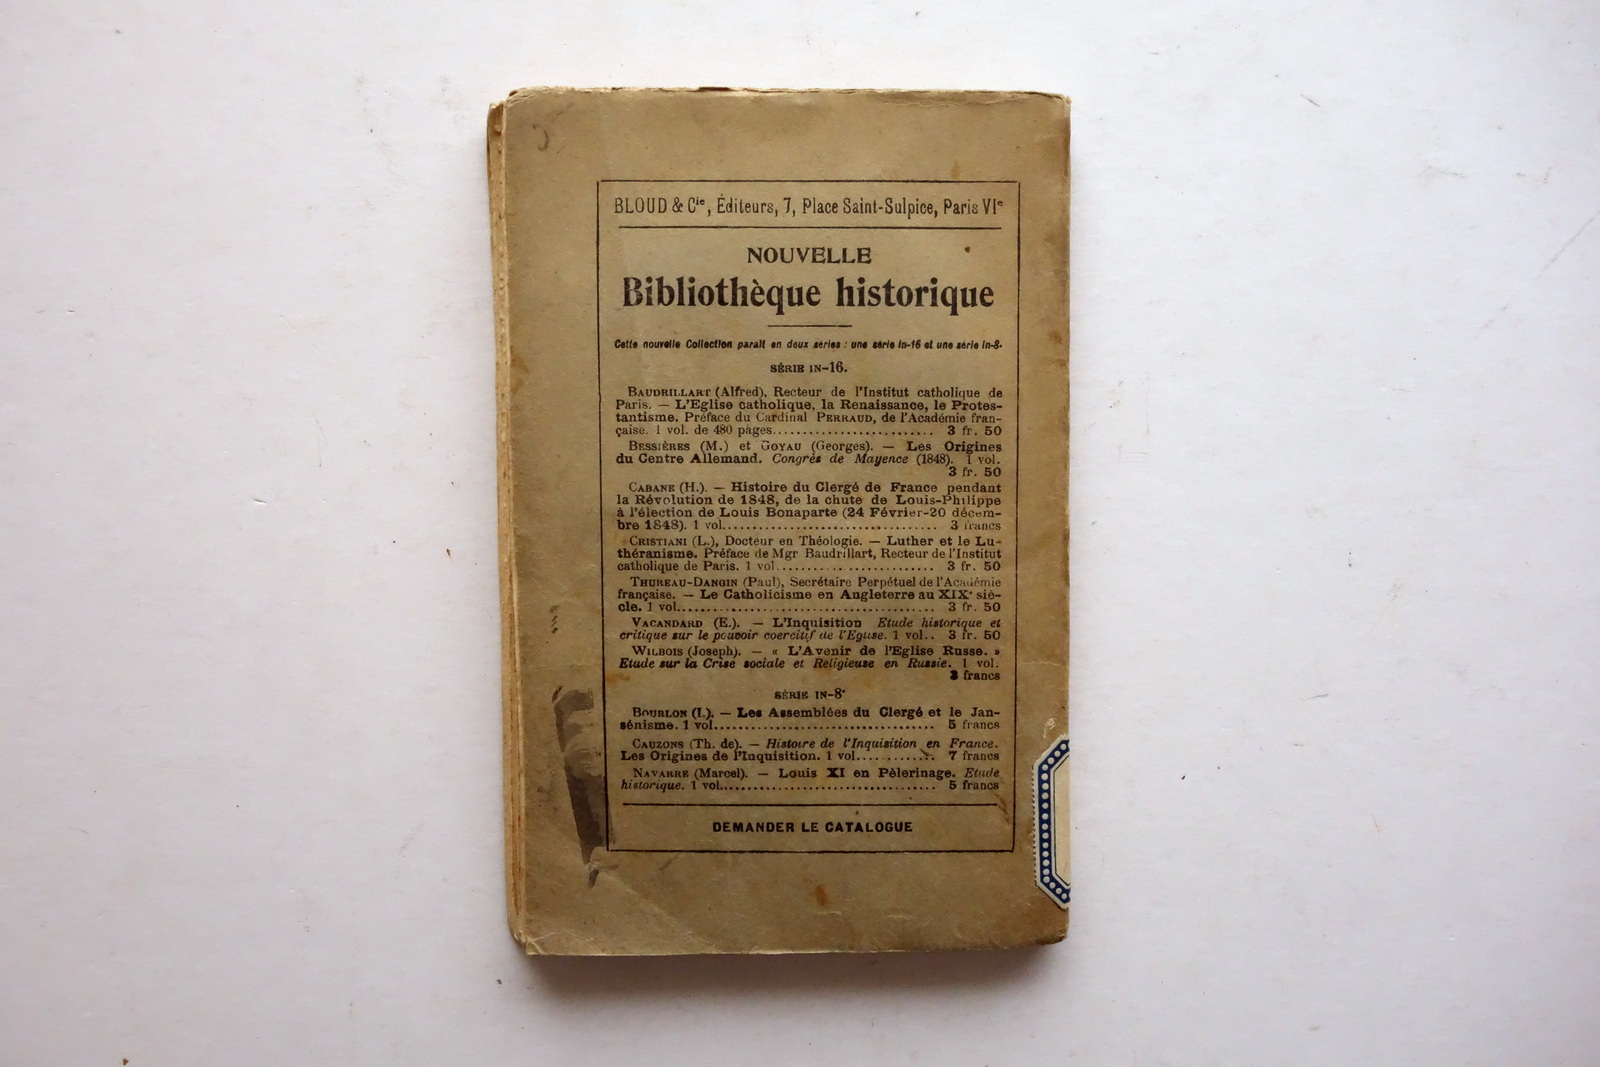 BLOUD & Cie, Éditeurs, 7, Place Saint-Sulpice, Paris VIe
NOUVELLE
Bibliothèque historique
Cette nouvelle Collection paraît en deux séries : une série in-16 et une série in-8.
SÉRIE IN-16.
BAUDRILLART (Alfred), Recteur de l'Institut catholique de
Paris. — L'Eglise catholique, la Renaissance, le Protes-
tantisme. Préface du Cardinal PERRAUD, de l'Académie fran-
çaise. 1 vol. de 480 pages......................... 3 fr. 50
BESSIÈRES (M.) et GOYAU (Georges). — Les Origines
du Centre Allemand. Congrès de Mayence (1848). 1 vol.
3 fr. 50
CABANE (H.). — Histoire du Clergé de France pendant
la Révolution de 1848, de la chute de Louis-Philippe
à l'élection de Louis Bonaparte (24 Février-20 décem-
bre 1848). 1 vol................................. 3 francs
CRISTIANI (L.), Docteur en Théologie. — Luther et le Lu-
théranisme. Préface de Mgr Baudrillart, Recteur de l'Institut
catholique de Paris. 1 vol........................ 3 fr. 50
THUREAU-DANGIN (Paul), Secrétaire Perpétuel de l'Académie
française. — Le Catholicisme en Angleterre au XIXe siè-
cle. 1 vol....................................... 3 fr. 50
VACANDARD (E.). — L'Inquisition Etude historique et
critique sur le pouvoir coercitif de l'Eglise. 1 vol.. 3 fr. 50
WILBOIS (Joseph). — « L'Avenir de l'Eglise Russe. »
Etude sur la Crise sociale et Religieuse en Russie. 1 vol.
3 francs
SÉRIE IN-8°
BOURLON (I.). — Les Assemblées du Clergé et le Jan-
sénisme. 1 vol................................... 5 francs
CAUZONS (Th. de). — Histoire de l'Inquisition en France.
Les Origines de l'Inquisition. 1 vol............. 7 francs
NAVARRE (Marcel). — Louis XI en Pèlerinage. Etude
historique. 1 vol.................................. 5 francs
DEMANDER LE CATALOGUE